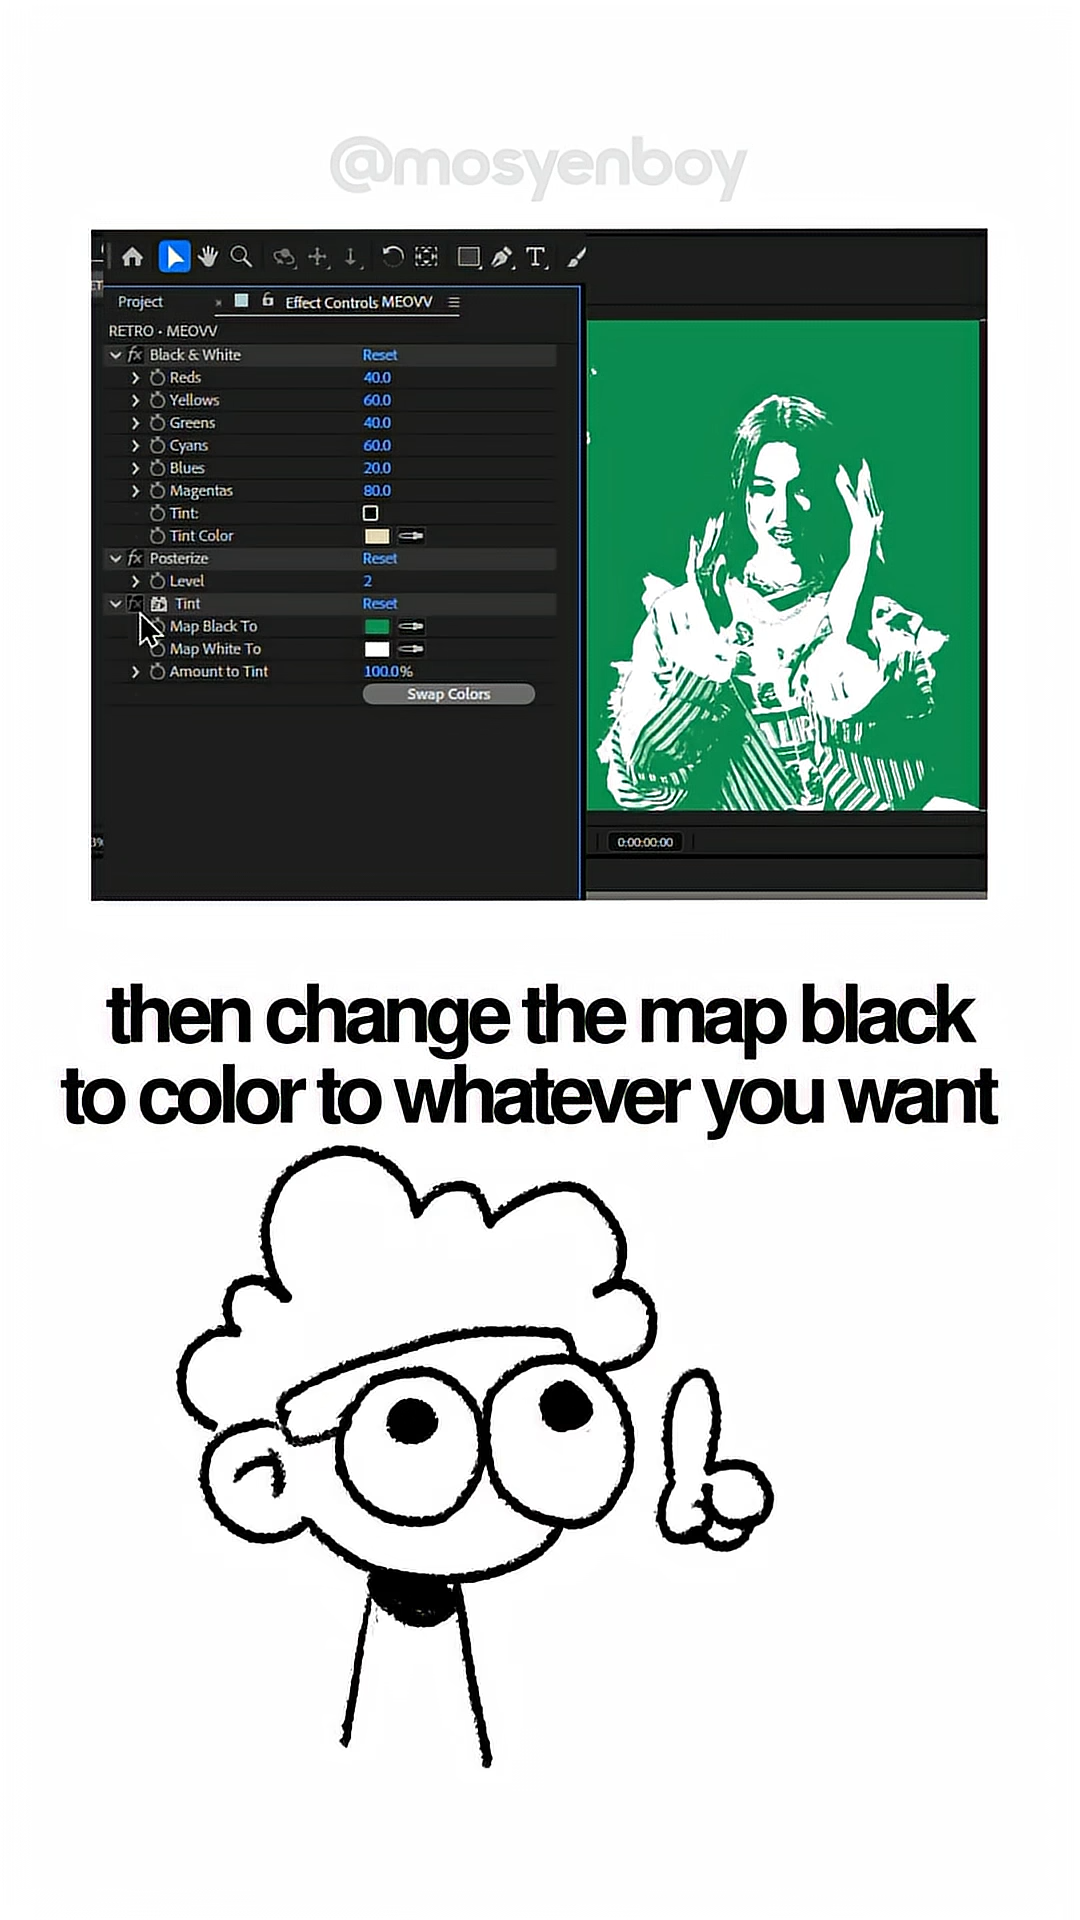 @mosyenboy
Project × Effect Controls MEOVV
RETRO • MEOVV
fx Black & White Reset
Reds 40.0
Yellows 60.0
Greens 40.0
Cyans 60.0
Blues 20.0
Magentas 80.0
Tint:
Tint Color
fx Posterize Reset
Level 2
fx Tint Reset
Map Black To
Map White To
Amount to Tint 100.0%
Swap Colors
0:00:00:00
then change the map black
to color to whatever you want